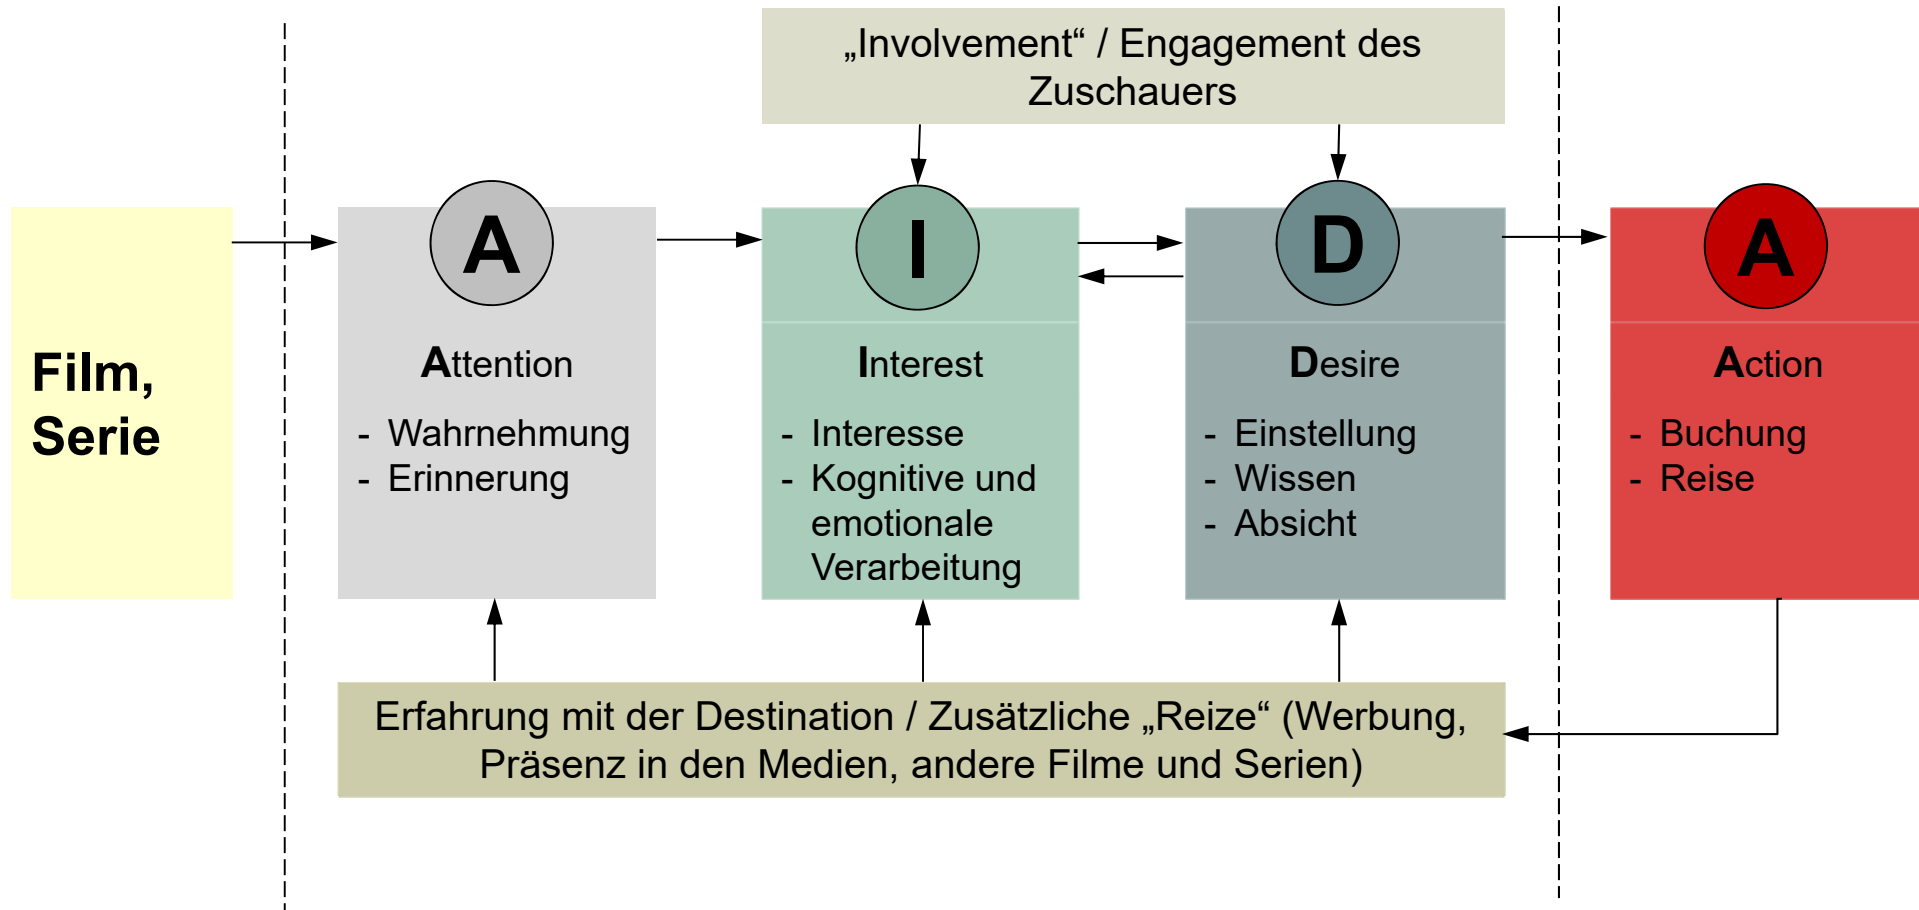 „Involvement“ / Engagement des
Zuschauers
Film,
Serie
A
Attention
- Wahrnehmung
- Erinnerung
I
Interest
- Interesse
- Kognitive und
emotionale
Verarbeitung
D
Desire
- Einstellung
- Wissen
- Absicht
A
Action
- Buchung
- Reise
Erfahrung mit der Destination / Zusätzliche „Reize“ (Werbung,
Präsenz in den Medien, andere Filme und Serien)